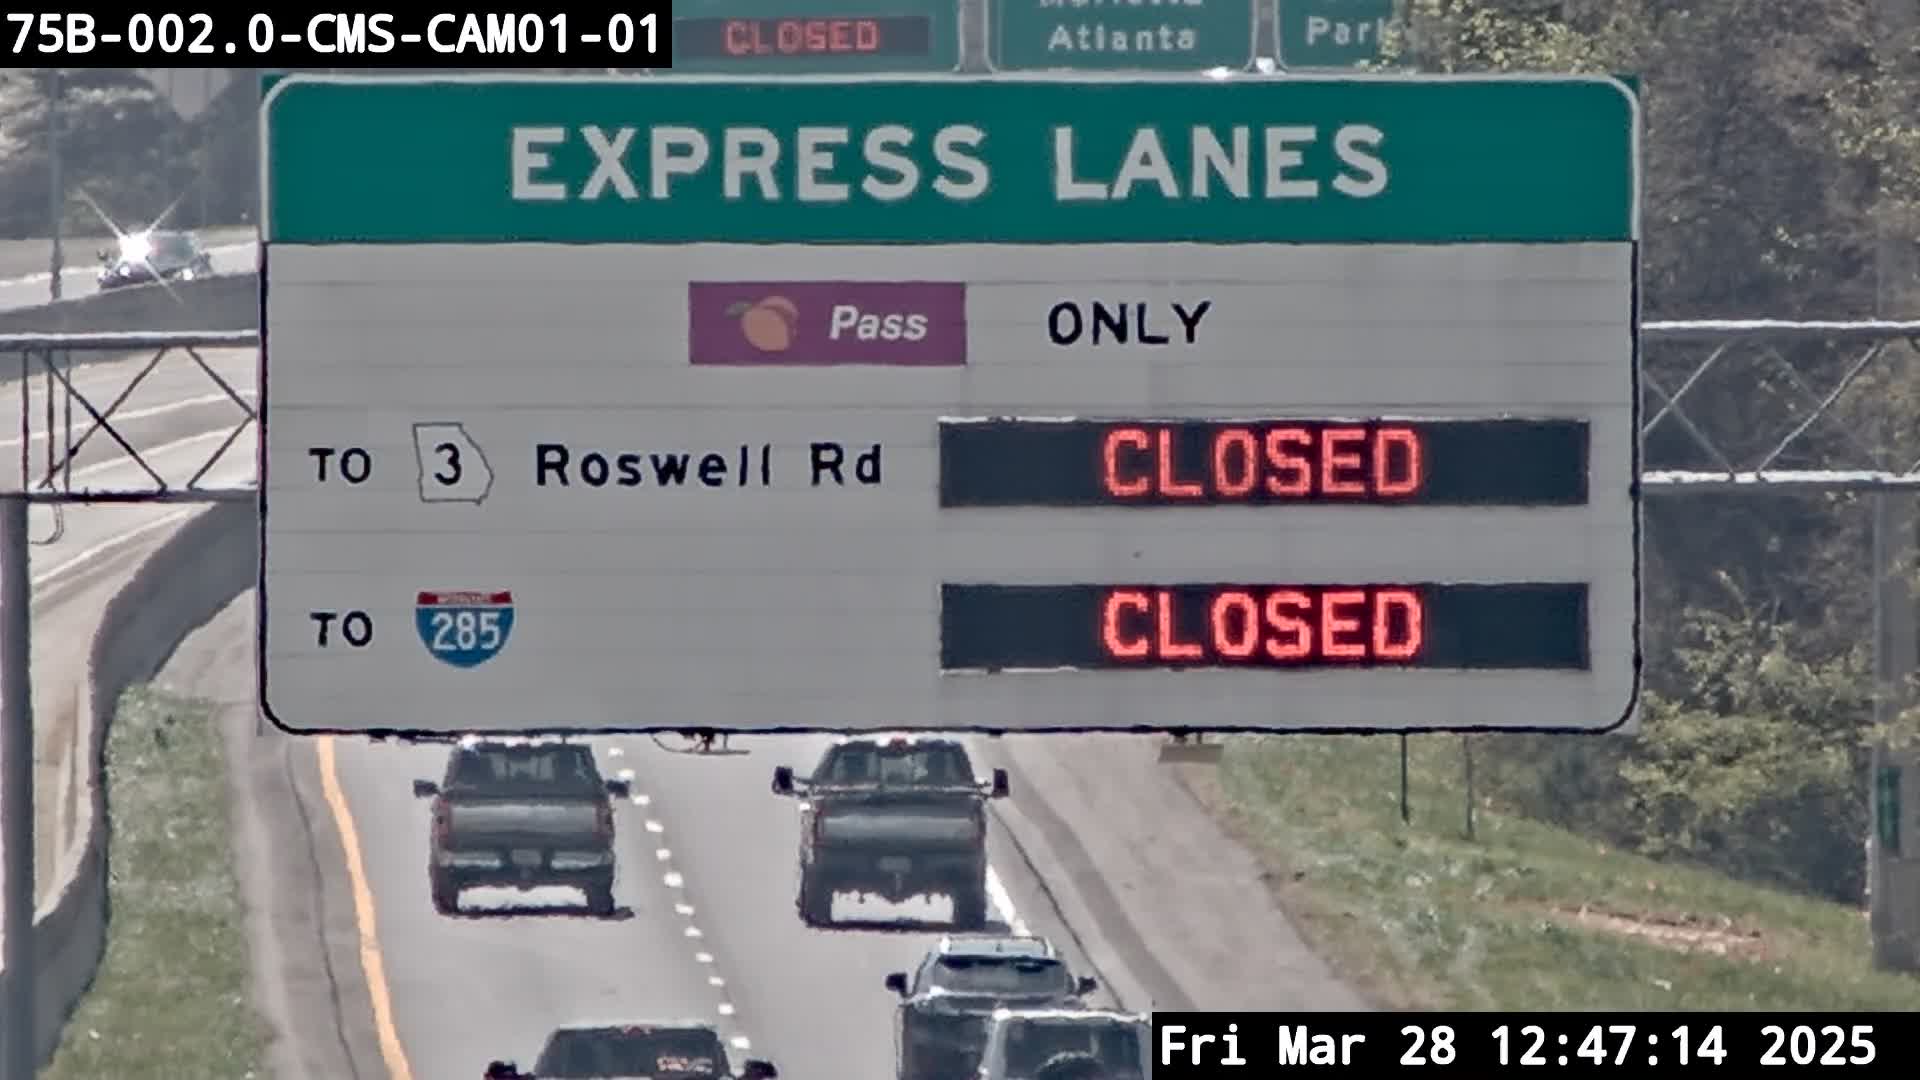 75B-002.0-CMS-CAM01-01
CLOSED
Atlanta
EXPRESS LANES
Pass ONLY
TO 3 Roswell Rd CLOSED
TO 285 CLOSED
Fri Mar 28 12:47:14 2025